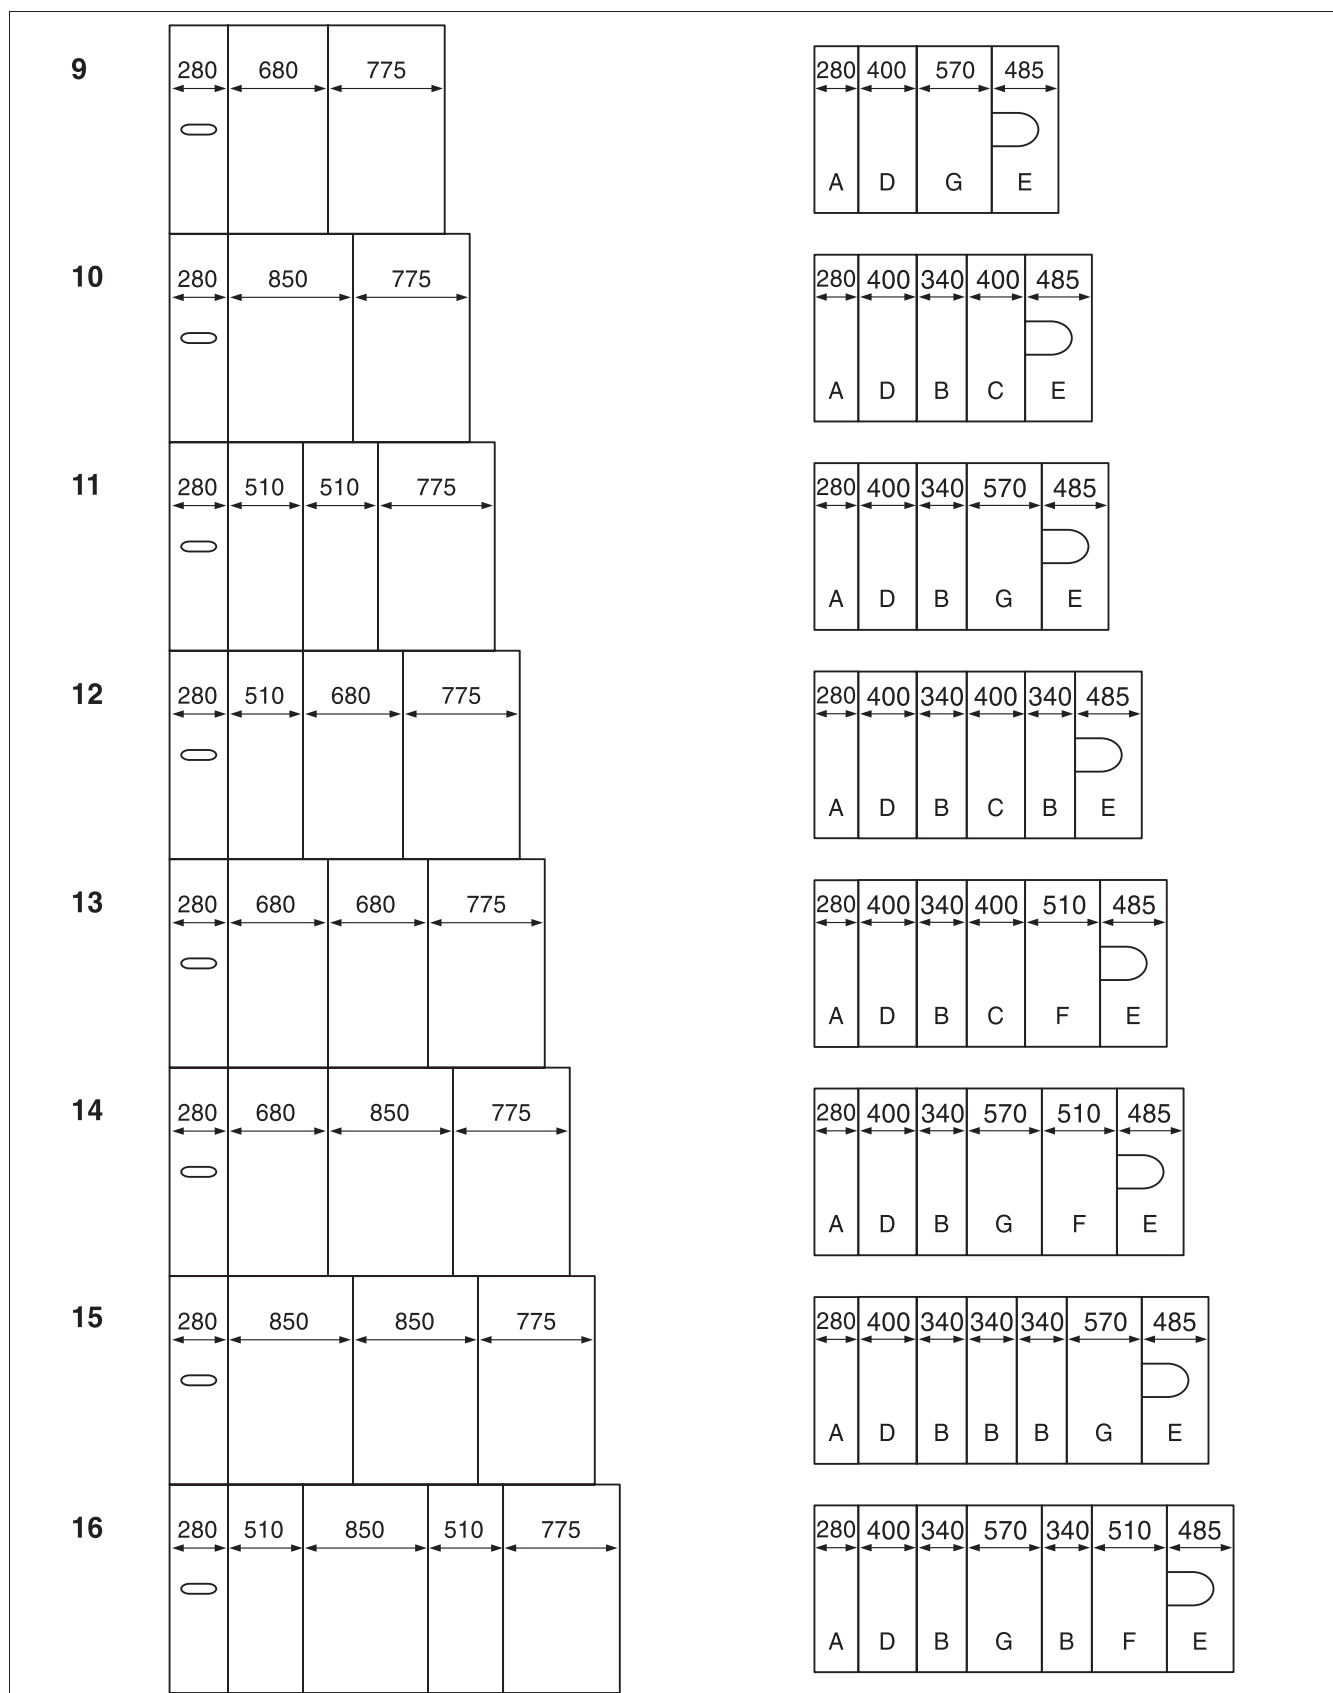 9 280 680 775 280 400 570 485
A D G E
10 280 850 775 280 400 340 400 485
A D B C E
11 280 510 510 775 280 400 340 570 485
A D B G E
12 280 510 680 775 280 400 340 400 340 485
A D B C B E
13 280 680 680 775 280 400 340 400 510 485
A D B C F E
14 280 680 850 775 280 400 340 570 510 485
A D B G F E
15 280 850 850 775 280 400 340 340 340 570 485
A D B B B G E
16 280 510 850 510 775 280 400 340 570 340 510 485
A D B G B F E